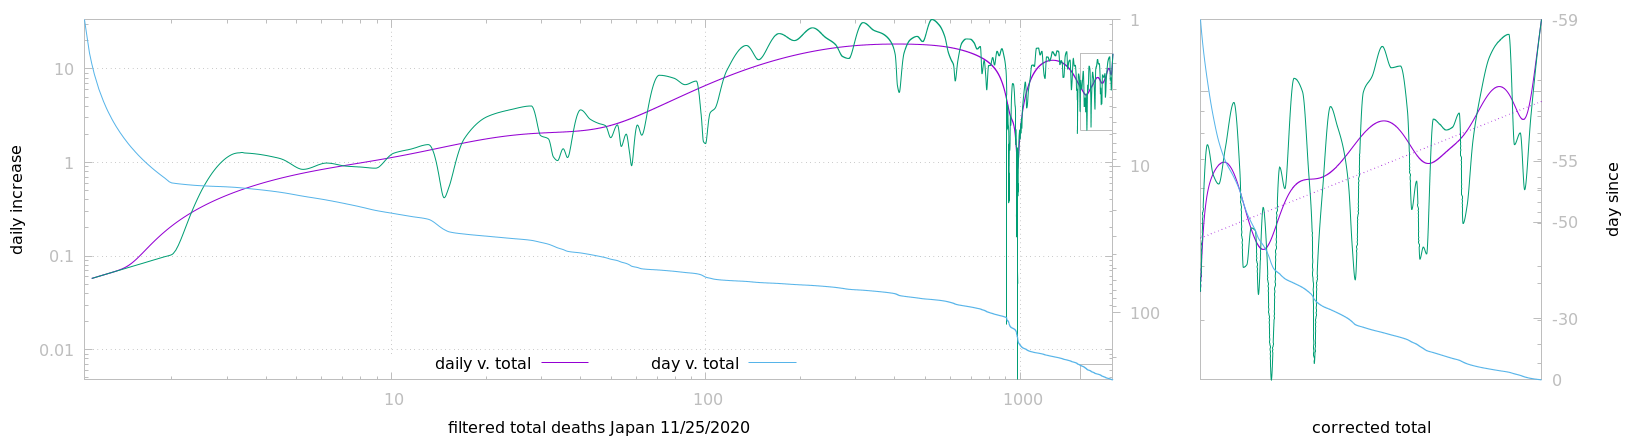 daily increase
10
1
0.1
0.01
10
100
1000
1
10
100
daily v. total
day v. total
filtered total deaths Japan 11/25/2020
-59
-55
-50
-30
0
day since
corrected total